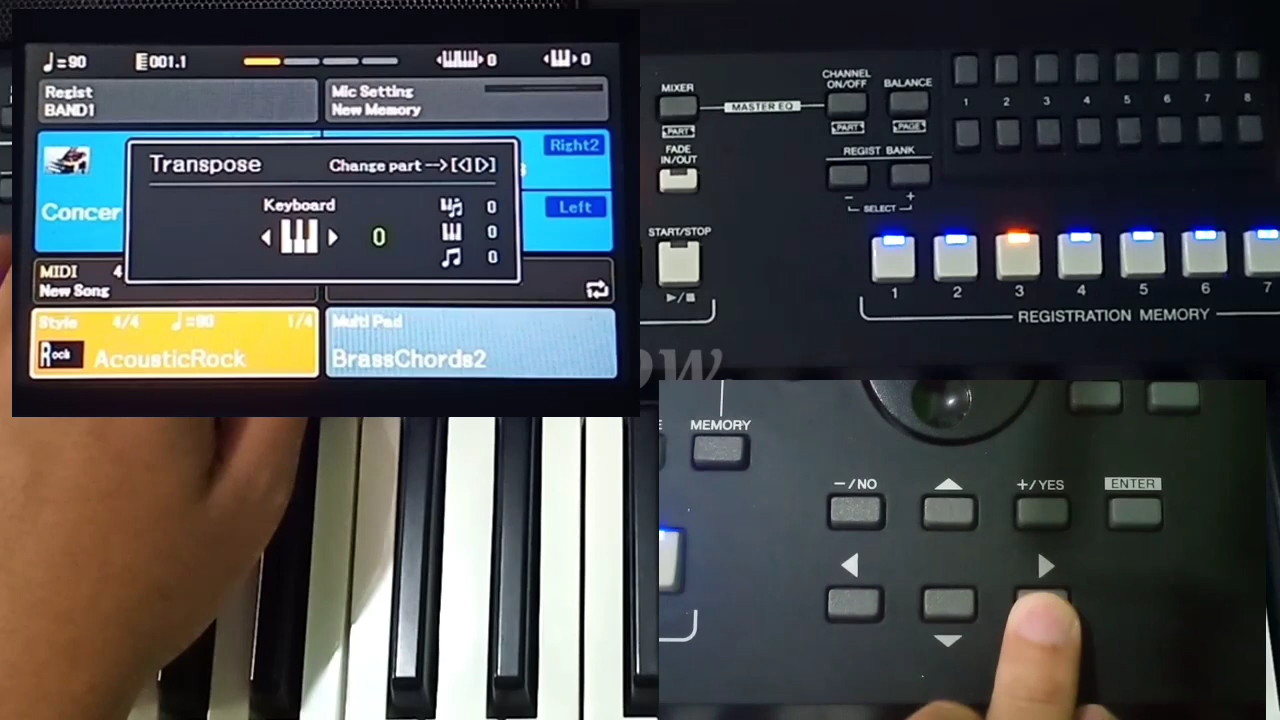 ♩=90 001.1 0 0
Regist
BAND1
Mic Setting
New Memory
Right2
Left
Concer
Transpose Change part→[◁▷]
Keyboard
0
0
0
0
MIDI 4
New Song
Style 4/4 ♩=90 1/4
Rock AcousticRock
Multi Pad
BrassChords2
MIXER
MASTER EQ
CHANNEL
ON/OFF
BALANCE
PART
PART
PAGE
1 2 3 4 5 6 7 8
FADE
IN/OUT
REGIST BANK
- +
SELECT
START/STOP
1 2 3 4 5 6 7
REGISTRATION MEMORY
ow
MEMORY
E
-/NO
+/YES
ENTER